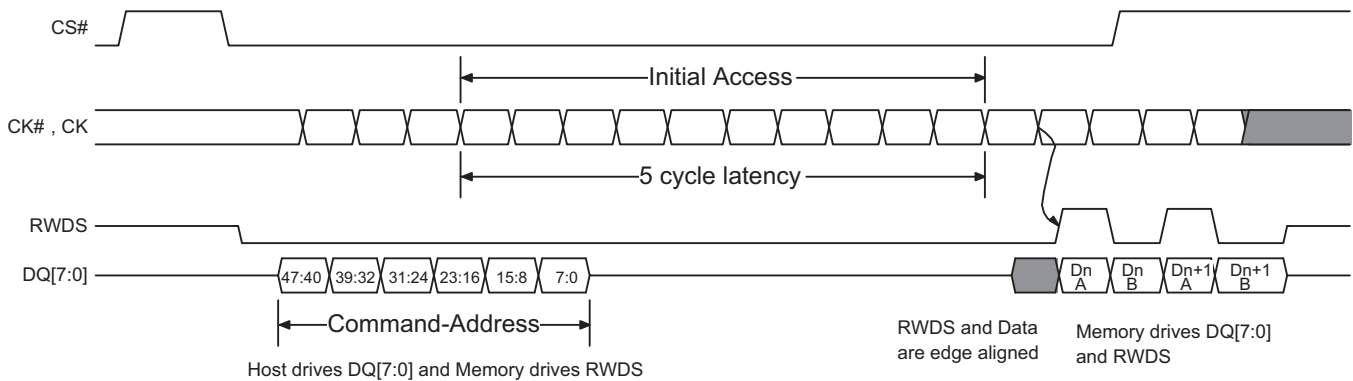 CS#
Initial Access
CK# , CK
5 cycle latency
RWDS
DQ[7:0]
47:40 39:32 31:24 23:16 15:8 7:0
Dn A
Dn B
Dn+1 A
Dn+1 B
Command-Address
Host drives DQ[7:0] and Memory drives RWDS
RWDS and Data
are edge aligned
Memory drives DQ[7:0]
and RWDS